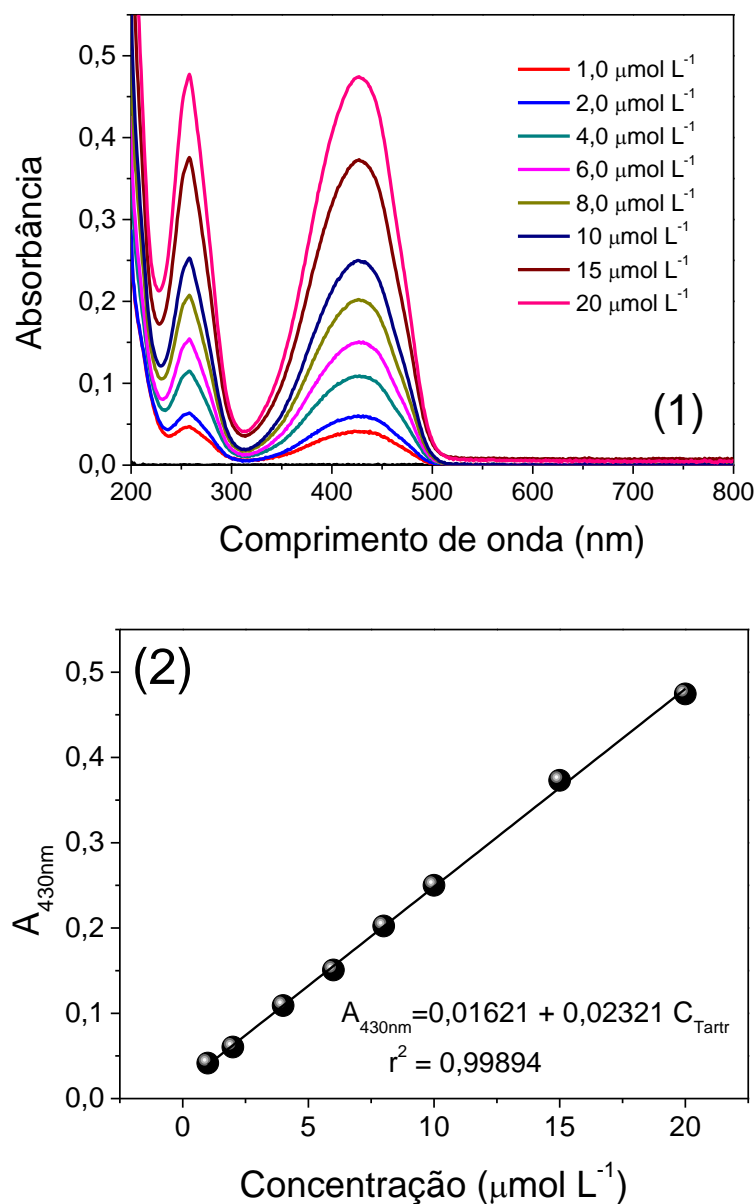 0,5
0,4
0,3
0,2
0,1
0,0
Absorbância
1,0 μmol L⁻¹
2,0 μmol L⁻¹
4,0 μmol L⁻¹
6,0 μmol L⁻¹
8,0 μmol L⁻¹
10 μmol L⁻¹
15 μmol L⁻¹
20 μmol L⁻¹
(1)
200 300 400 500 600 700 800
Comprimento de onda (nm)
(2)
0,5
0,4
0,3
0,2
0,1
0,0
A430nm
A430nm=0,01621 + 0,02321 CTartr
r² = 0,99894
0 5 10 15 20
Concentração (μmol L⁻¹)